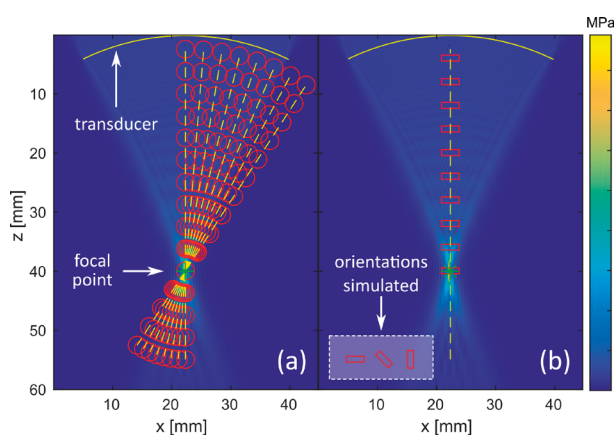 MPa
transducer
focal
point
(a)
orientations
simulated
(b)
10
20
30
40
50
60
z [mm]
10
20
30
40
x [mm]
10
20
30
40
x [mm]